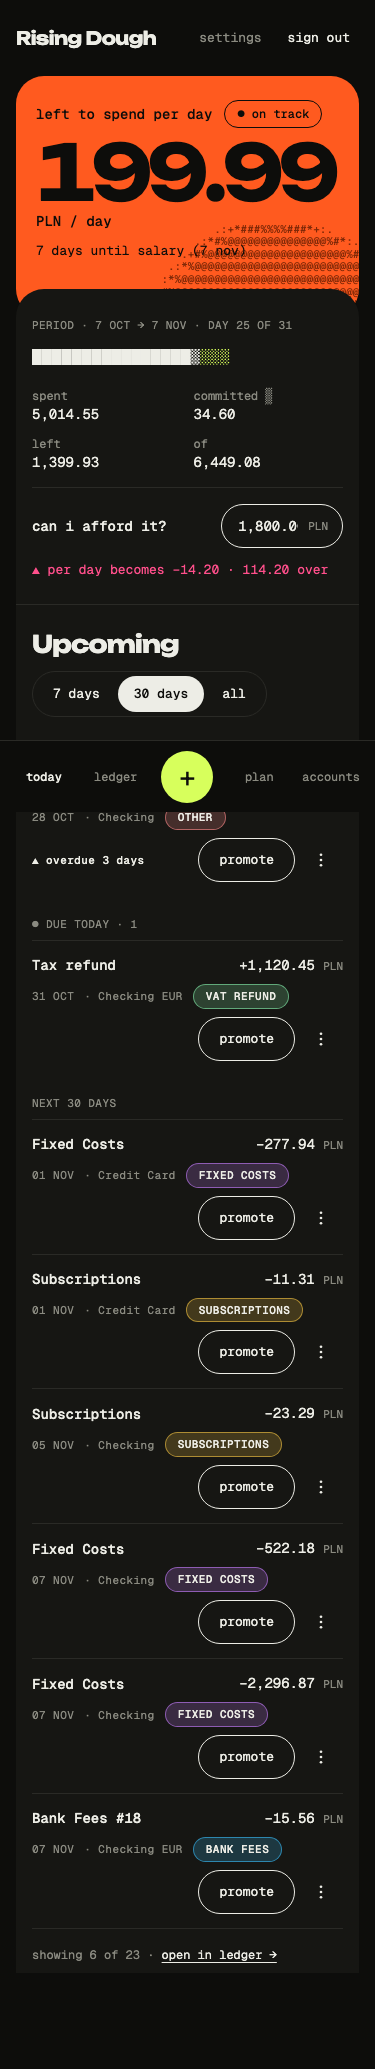 Rising Dough
settings
sign out
left to spend per day
● on track
199.99
PLN / day
7 days until salary (7 nov)
PERIOD · 7 OCT → 7 NOV · DAY 25 OF 31
spent
committed ▒
5,014.55
34.60
left
of
1,399.93
6,449.08
can i afford it?
1,800.0
PLN
▲ per day becomes −14.20 · 114.20 over
Upcoming
7 days
30 days
all
today
ledger
+
plan
accounts
28 OCT · Checking
OTHER
▲ overdue 3 days
promote
● DUE TODAY · 1
Tax refund
+1,120.45 PLN
31 OCT · Checking EUR
VAT REFUND
promote
NEXT 30 DAYS
Fixed Costs
−277.94 PLN
01 NOV · Credit Card
FIXED COSTS
promote
Subscriptions
−11.31 PLN
01 NOV · Credit Card
SUBSCRIPTIONS
promote
Subscriptions
−23.29 PLN
05 NOV · Checking
SUBSCRIPTIONS
promote
Fixed Costs
−522.18 PLN
07 NOV · Checking
FIXED COSTS
promote
Fixed Costs
−2,296.87 PLN
07 NOV · Checking
FIXED COSTS
promote
Bank Fees #18
−15.56 PLN
07 NOV · Checking EUR
BANK FEES
promote
showing 6 of 23 · open in ledger →